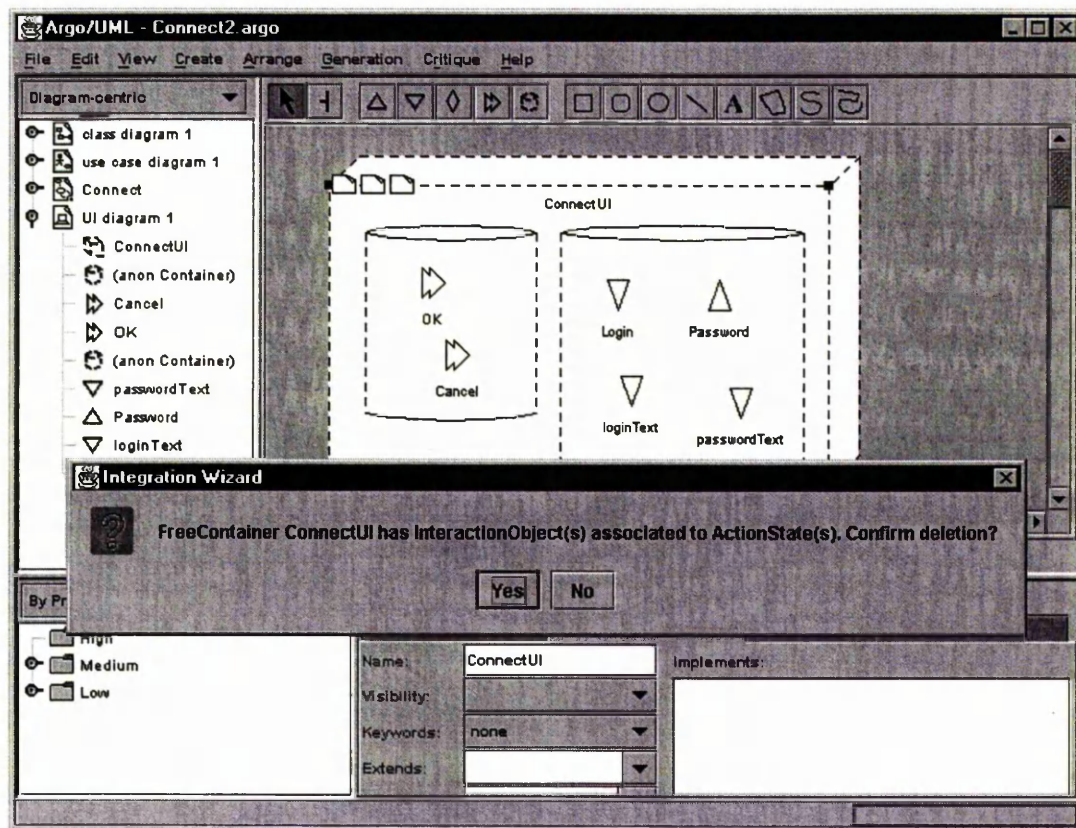 Argo/UML - Connect2.argo
File Edit View Create Arrange Generation Critique Help
Diagram-centric
class diagram 1
use case diagram 1
Connect
UI diagram 1
ConnectUI
(anon Container)
Cancel
OK
(anon Container)
passwordText
Password
loginText
A
ConnectUI
OK
Cancel
Login
Password
loginText
passwordText
Integration Wizard
FreeContainer ConnectUI has InteractionObject(s) associated to ActionState(s). Confirm deletion?
Yes No
By Pr
High
Medium
Low
Name: ConnectUI
Visibility:
Keywords: none
Extends:
Implements: